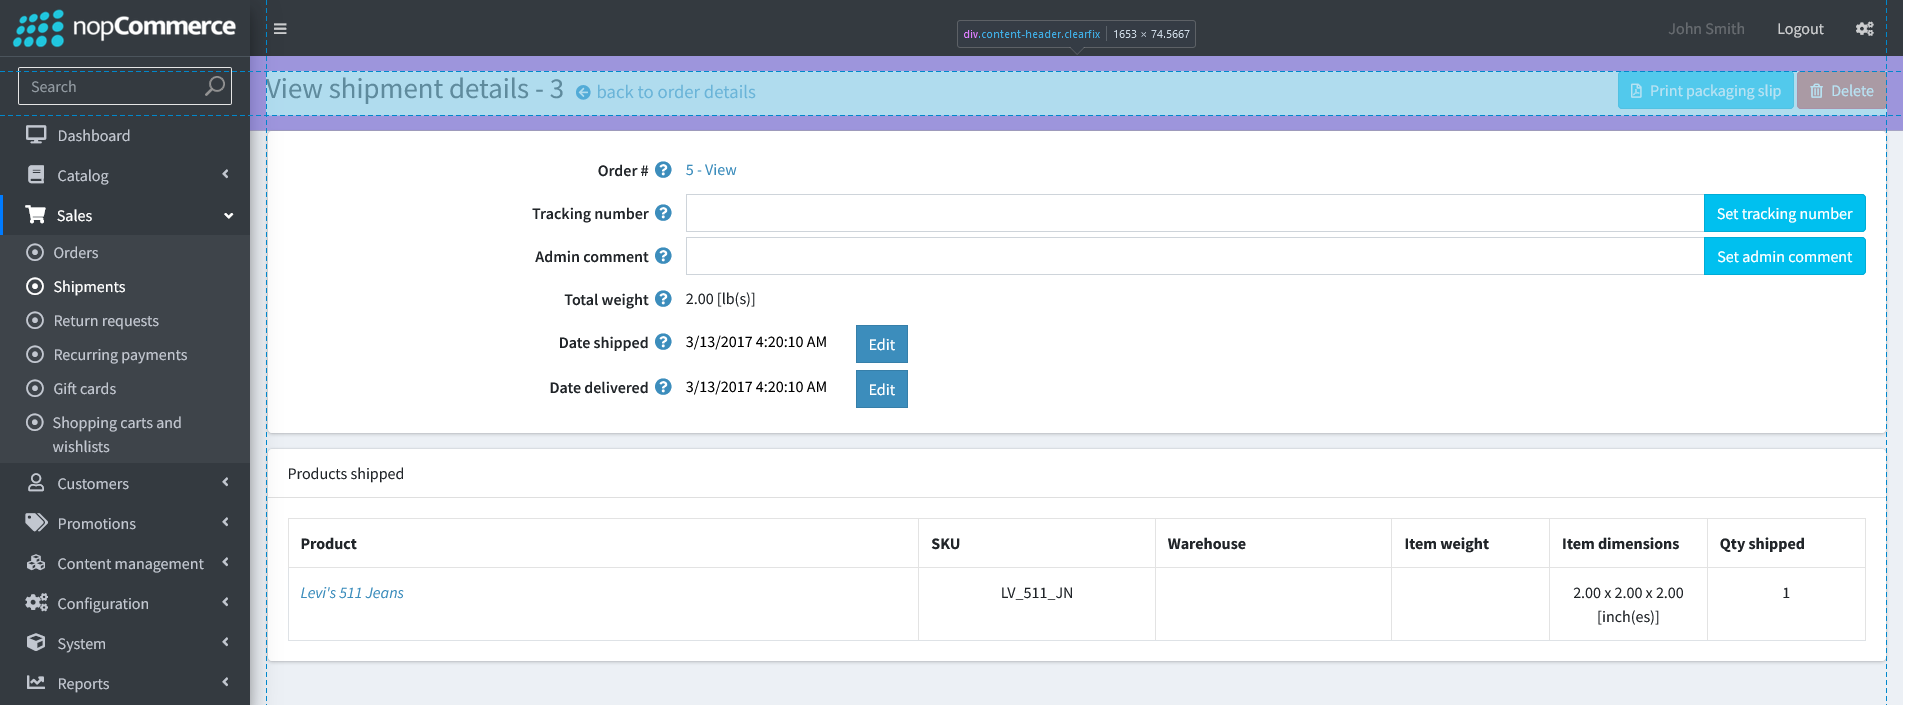 nopCommerce
div.content-header.clearfix 1653 × 74.5667
John Smith Logout
Search
View shipment details - 3 back to order details
Print packaging slip Delete
Dashboard
Catalog
Sales
Orders
Shipments
Return requests
Recurring payments
Gift cards
Shopping carts and
wishlists
Customers
Promotions
Content management
Configuration
System
Reports
Order # ? 5 - View
Tracking number ? Set tracking number
Admin comment ? Set admin comment
Total weight ? 2.00 [lb(s)]
Date shipped ? 3/13/2017 4:20:10 AM Edit
Date delivered ? 3/13/2017 4:20:10 AM Edit
Products shipped
Product SKU Warehouse Item weight Item dimensions Qty shipped
Levi's 511 Jeans LV_511_JN 2.00 x 2.00 x 2.00 1
[inch(es)]